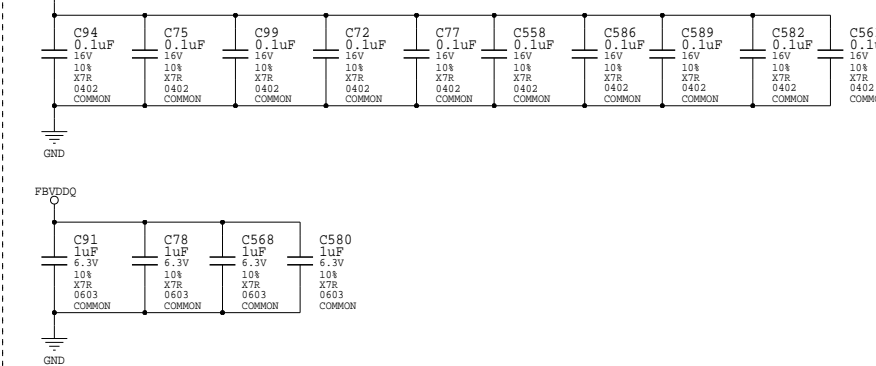 C94 C75 C99 C72 C77 C558 C586 C589 C582
0.1uF 0.1uF 0.1uF 0.1uF 0.1uF 0.1uF 0.1uF 0.1uF 0.1uF
16V 16V 16V 16V 16V 16V 16V 16V 16V 16V
10% 10% 10% 10% 10% 10% 10% 10% 10% 10%
X7R X7R X7R X7R X7R X7R X7R X7R X7R X7R
0402 0402 0402 0402 0402 0402 0402 0402 0402 0402
COMMON COMMON COMMON COMMON COMMON COMMON COMMON COMMON COMMON
GND
FBVDDQ
C91 C78 C568 C580
1uF 1uF 1uF 1uF
6.3V 6.3V 6.3V 6.3V
10% 10% 10% 10%
X7R X7R X7R X7R
0603 0603 0603 0603
COMMON COMMON COMMON COMMON
GND